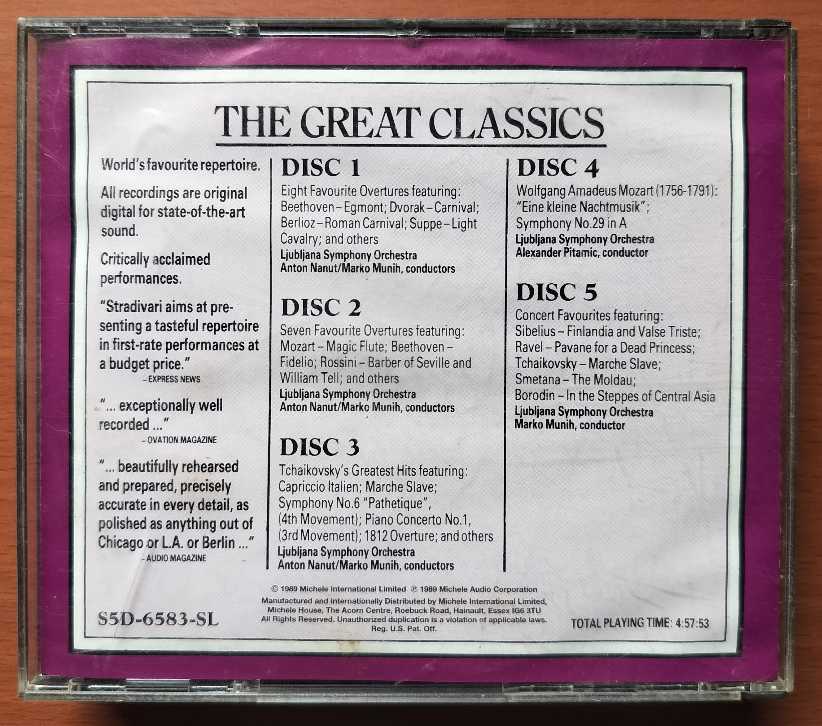 THE GREAT CLASSICS
World's favourite repertoire.
All recordings are original
digital for state-of-the-art
sound.
Critically acclaimed
performances.
"Stradivari aims at pre-
senting a tasteful repertoire
in first-rate performances at
a budget price."
– EXPRESS NEWS
"... exceptionally well
recorded ..."
– OVATION MAGAZINE
"... beautifully rehearsed
and prepared, precisely
accurate in every detail, as
polished as anything out of
Chicago or L.A. or Berlin ..."
– AUDIO MAGAZINE
DISC 1
Eight Favourite Overtures featuring:
Beethoven – Egmont; Dvorak – Carnival;
Berlioz – Roman Carnival; Suppe – Light
Cavalry; and others
Ljubljana Symphony Orchestra
Anton Nanut/Marko Munih, conductors
DISC 2
Seven Favourite Overtures featuring:
Mozart – Magic Flute; Beethoven –
Fidelio; Rossini – Barber of Seville and
William Tell; and others
Ljubljana Symphony Orchestra
Anton Nanut/Marko Munih, conductors
DISC 3
Tchaikovsky's Greatest Hits featuring:
Capriccio Italien; Marche Slave;
Symphony No.6 "Pathetique",
(4th Movement); Piano Concerto No.1,
(3rd Movement); 1812 Overture; and others
Ljubljana Symphony Orchestra
Anton Nanut/Marko Munih, conductors
DISC 4
Wolfgang Amadeus Mozart (1756-1791):
"Eine kleine Nachtmusik";
Symphony No.29 in A
Ljubljana Symphony Orchestra
Alexander Pitamic, conductor
DISC 5
Concert Favourites featuring:
Sibelius – Finlandia and Valse Triste;
Ravel – Pavane for a Dead Princess;
Tchaikovsky – Marche Slave;
Smetana – The Moldau;
Borodin – In the Steppes of Central Asia
Ljubljana Symphony Orchestra
Marko Munih, conductor
© 1989 Michele International Limited ℗ 1989 Michele Audio Corporation
Manufactured and Internationally Distributed by Michele International Limited,
Michele House, The Acorn Centre, Roebuck Road, Hainault, Essex IG6 3TU
All Rights Reserved. Unauthorized duplication is a violation of applicable laws.
Reg. U.S. Pat. Off.
S5D-6583-SL
TOTAL PLAYING TIME: 4:57:53